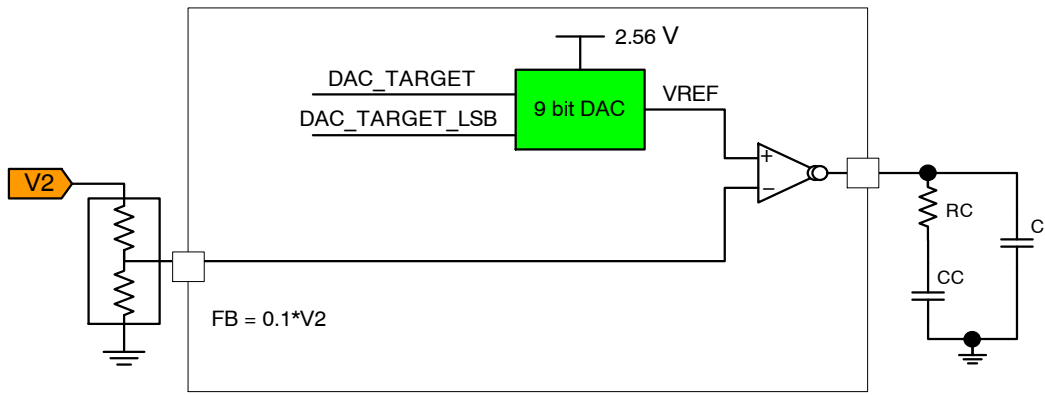 2.56 V
DAC_TARGET
9 bit DAC
VREF
DAC_TARGET_LSB
+
−
V2
RC
C
CC
FB = 0.1*V2